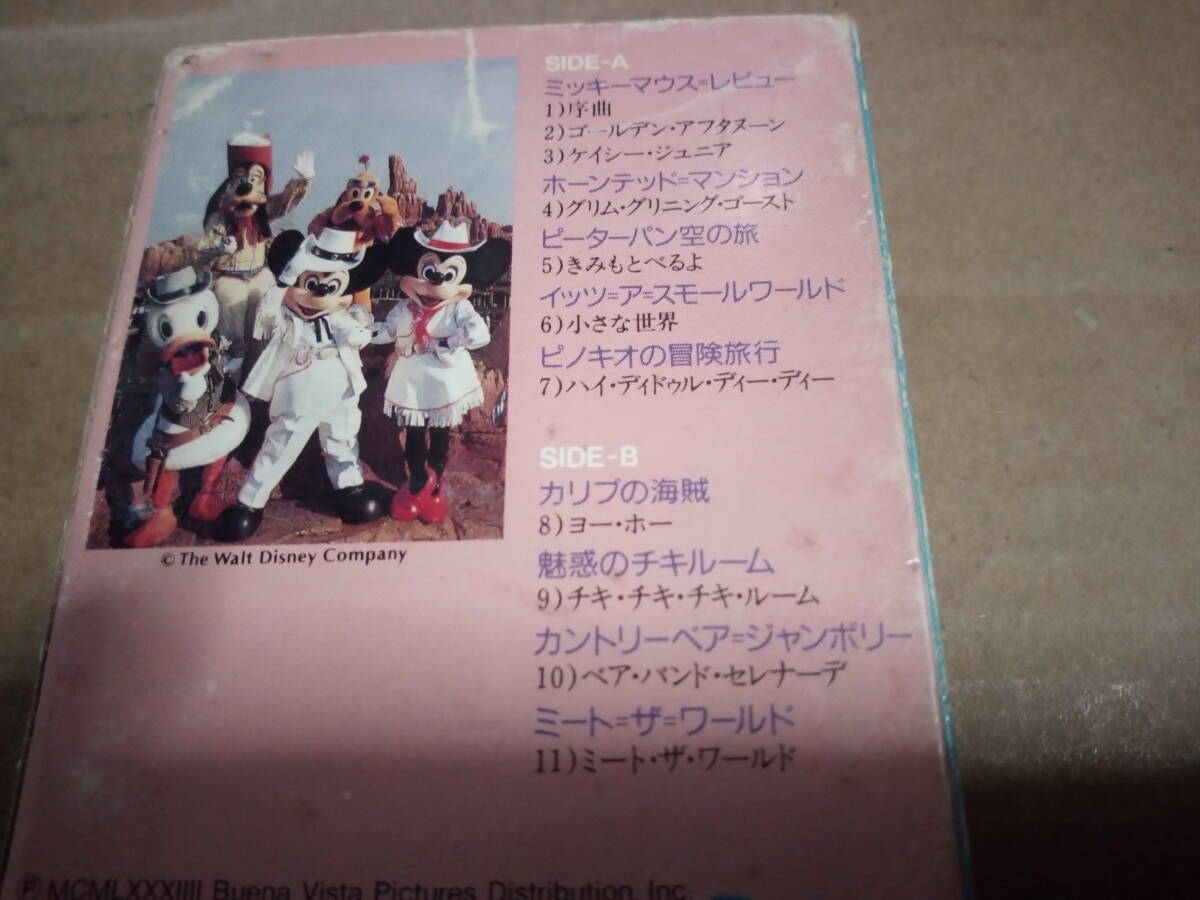 SIDE-A
ミッキーマウス=レビュー
1)序曲
2)ゴールデン・アフタヌーン
3)ケイシー・ジュニア
ホーンテッド=マンション
4)グリム・グリニング・ゴースト
ピーターパン空の旅
5)きみもとべるよ
イッツ=ア=スモールワールド
6)小さな世界
ピノキオの冒険旅行
7)ハイ・ディドゥル・ディー・ディー
SIDE-B
カリブの海賊
8)ヨー・ホー
魅惑のチキルーム
9)チキ・チキ・チキ・ルーム
カントリーベア=ジャンボリー
10)ベア・バンド・セレナーデ
ミート=ザ=ワールド
11)ミート・ザ・ワールド
© The Walt Disney Company
℗ MCMLXXXIIII Buena Vista Pictures Distribution, Inc.